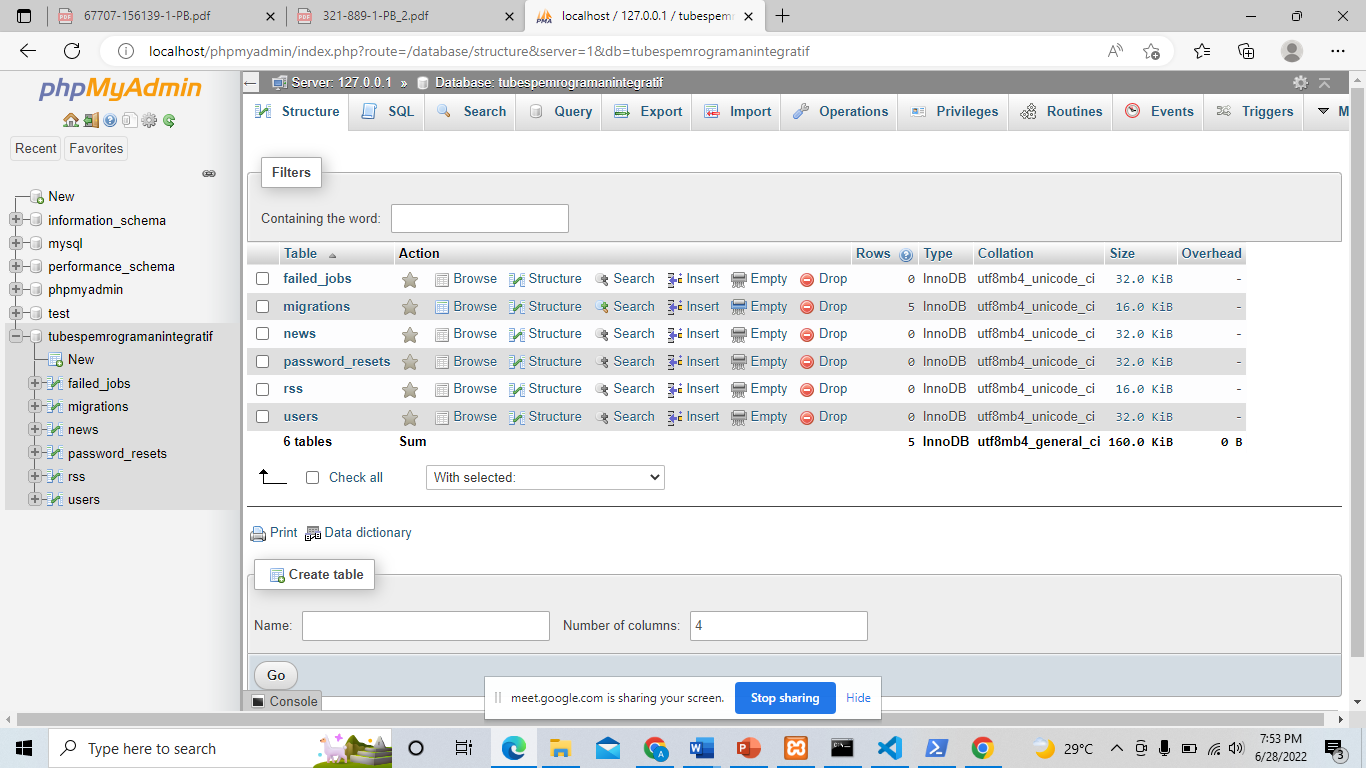 67707-156139-1-PB.pdf
321-889-1-PB_2.pdf
localhost / 127.0.0.1 / tubespem
localhost/phpmyadmin/index.php?route=/database/structure&server=1&db=tubespemrogramanintegratif
phpMyAdmin
Recent Favorites
New
information_schema
mysql
performance_schema
phpmyadmin
test
tubespemrogramanintegratif
New
failed_jobs
migrations
news
password_resets
rss
users
Server: 127.0.0.1 » Database: tubespemrogramanintegratif
Structure SQL Search Query Export Import Operations Privileges Routines Events Triggers M
Filters
Containing the word:
Table Action Rows Type Collation Size Overhead
failed_jobs Browse Structure Search Insert Empty Drop 0 InnoDB utf8mb4_unicode_ci 32.0 KiB -
migrations Browse Structure Search Insert Empty Drop 5 InnoDB utf8mb4_unicode_ci 16.0 KiB -
news Browse Structure Search Insert Empty Drop 0 InnoDB utf8mb4_unicode_ci 32.0 KiB -
password_resets Browse Structure Search Insert Empty Drop 0 InnoDB utf8mb4_unicode_ci 32.0 KiB -
rss Browse Structure Search Insert Empty Drop 0 InnoDB utf8mb4_unicode_ci 16.0 KiB -
users Browse Structure Search Insert Empty Drop 0 InnoDB utf8mb4_unicode_ci 32.0 KiB -
6 tables Sum 5 InnoDB utf8mb4_general_ci 160.0 KiB 0 B
Check all With selected:
Print Data dictionary
Create table
Name: Number of columns: 4
Go
Console
meet.google.com is sharing your screen. Stop sharing Hide
Type here to search
29°C
7:53 PM
6/28/2022
3